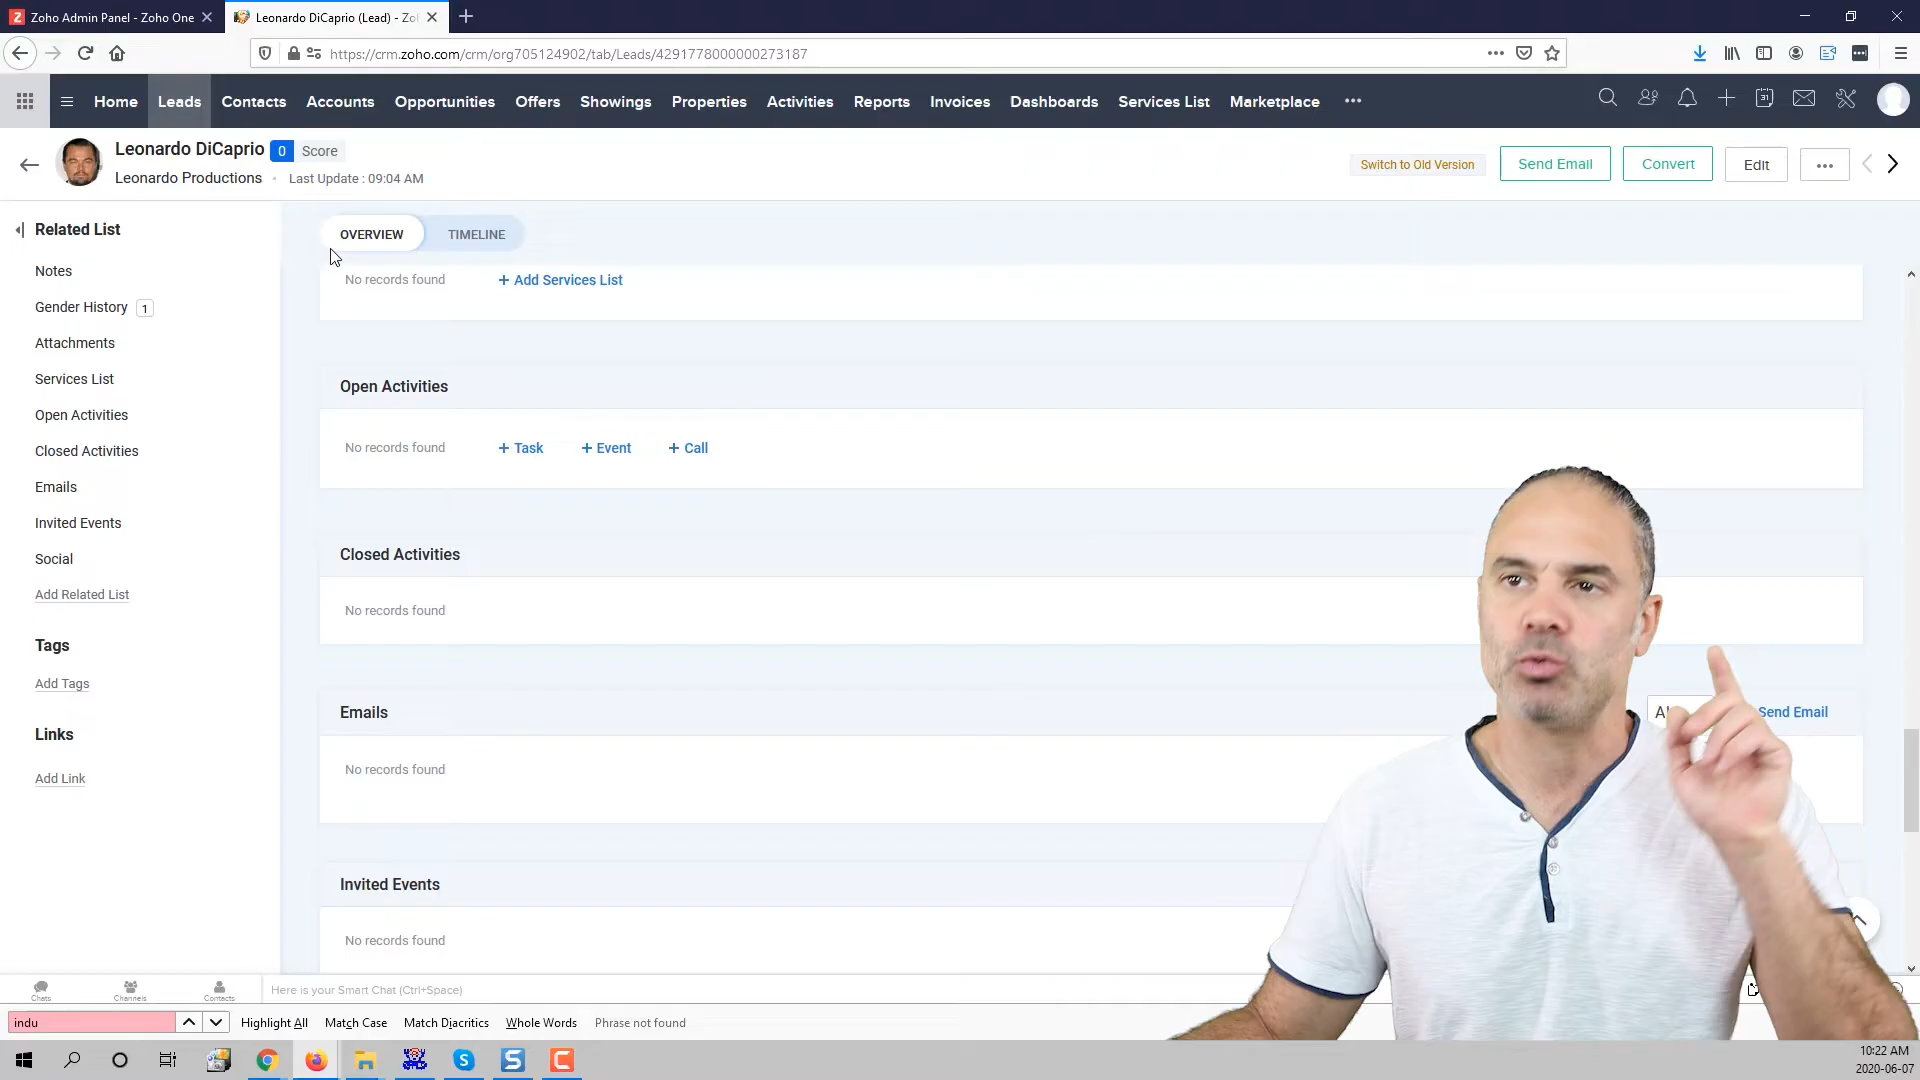 Zoho Admin Panel - Zoho One
Leonardo DiCaprio (Lead) - Zo
https://crm.zoho.com/crm/org705124902/tab/Leads/4291778000000273187
Home Leads Contacts Accounts Opportunities Offers Showings Properties Activities Reports Invoices Dashboards Services List Marketplace
Leonardo DiCaprio 0 Score
Leonardo Productions • Last Update : 09:04 AM
Switch to Old Version Send Email Convert Edit
Related List
Notes
Gender History 1
Attachments
Services List
Open Activities
Closed Activities
Emails
Invited Events
Social
Add Related List
Tags
Add Tags
Links
Add Link
OVERVIEW TIMELINE
No records found + Add Services List
Open Activities
No records found + Task + Event + Call
Closed Activities
No records found
Emails
Send Email
No records found
Invited Events
No records found
Chats Channels Contacts Here is your Smart Chat (Ctrl+Space)
indu Highlight All Match Case Match Diacritics Whole Words Phrase not found
10:22 AM
2020-06-07